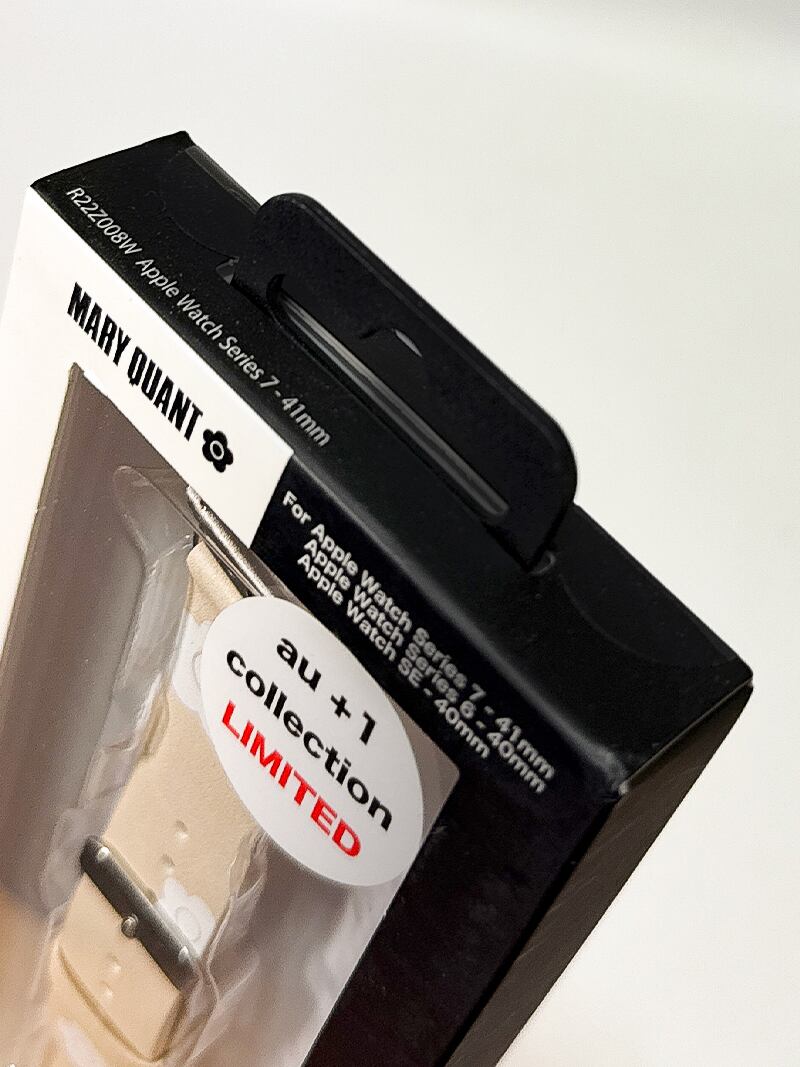 R22Z008W Apple Watch Series 7 - 41mm
MARY QUANT
For Apple Watch Series 7 - 41mm
Apple Watch Series 6 - 40mm
Apple Watch SE - 40mm
au +1
collection
LIMITED